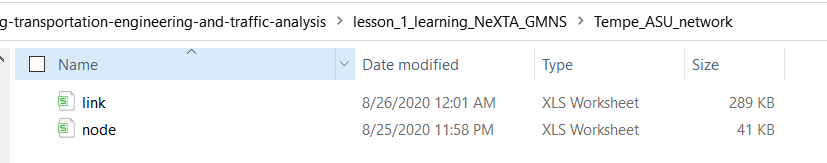 g-transportation-engineering-and-traffic-analysis > lesson_1_learning_NeXTA_GMNS > Tempe_ASU_network
Name Date modified Type Size
link 8/26/2020 12:01 AM XLS Worksheet 289 KB
node 8/25/2020 11:58 PM XLS Worksheet 41 KB